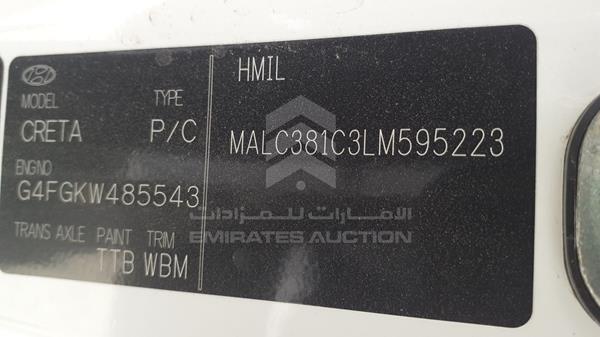 MODEL TYPE
CRETA P/C
ENGNO
G4FGKW485543
TRANS AXLE PAINT TRIM
TTB WBM
HMIL
MALC381C3LM595223
الإمارات للمزادات
EMIRATES AUCTION